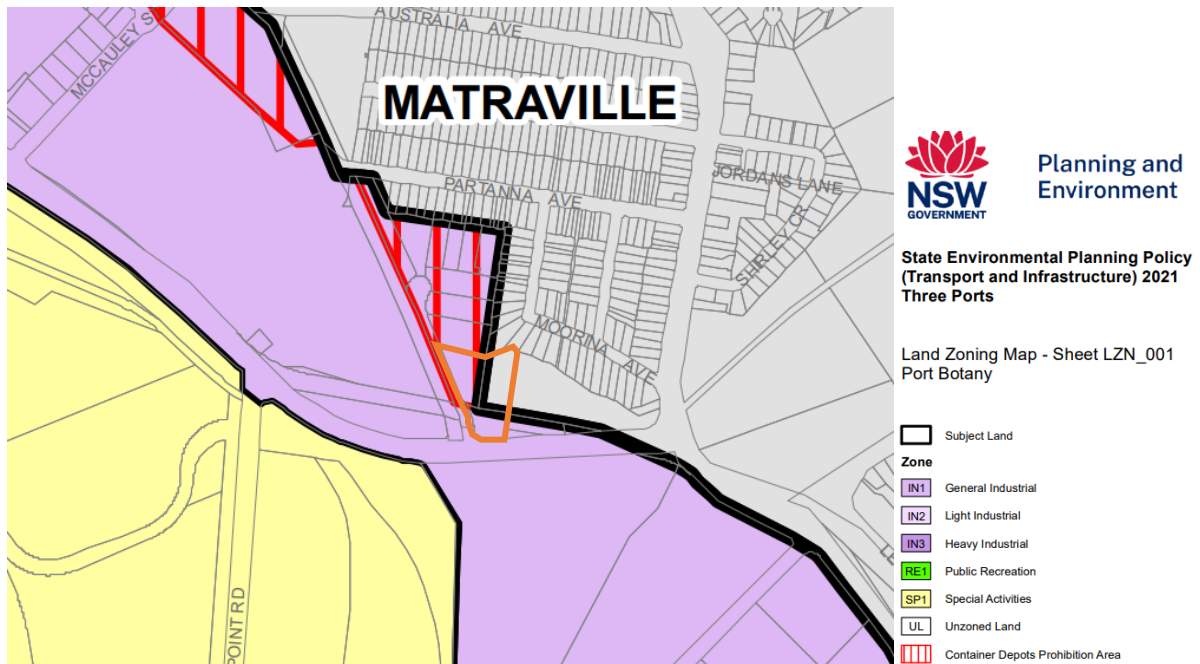 AUSTRALIA AVE
MCCAULEY S
MATRAVILLE
PARTANNA AVE
JORDANS LANE
SHIRLEY CR
MOORINA AVE
POINT RD
LE
NSW
GOVERNMENT
Planning and
Environment
State Environmental Planning Policy
(Transport and Infrastructure) 2021
Three Ports
Land Zoning Map - Sheet LZN_001
Port Botany
Subject Land
Zone
IN1 General Industrial
IN2 Light Industrial
IN3 Heavy Industrial
RE1 Public Recreation
SP1 Special Activities
UL Unzoned Land
Container Depots Prohibition Area